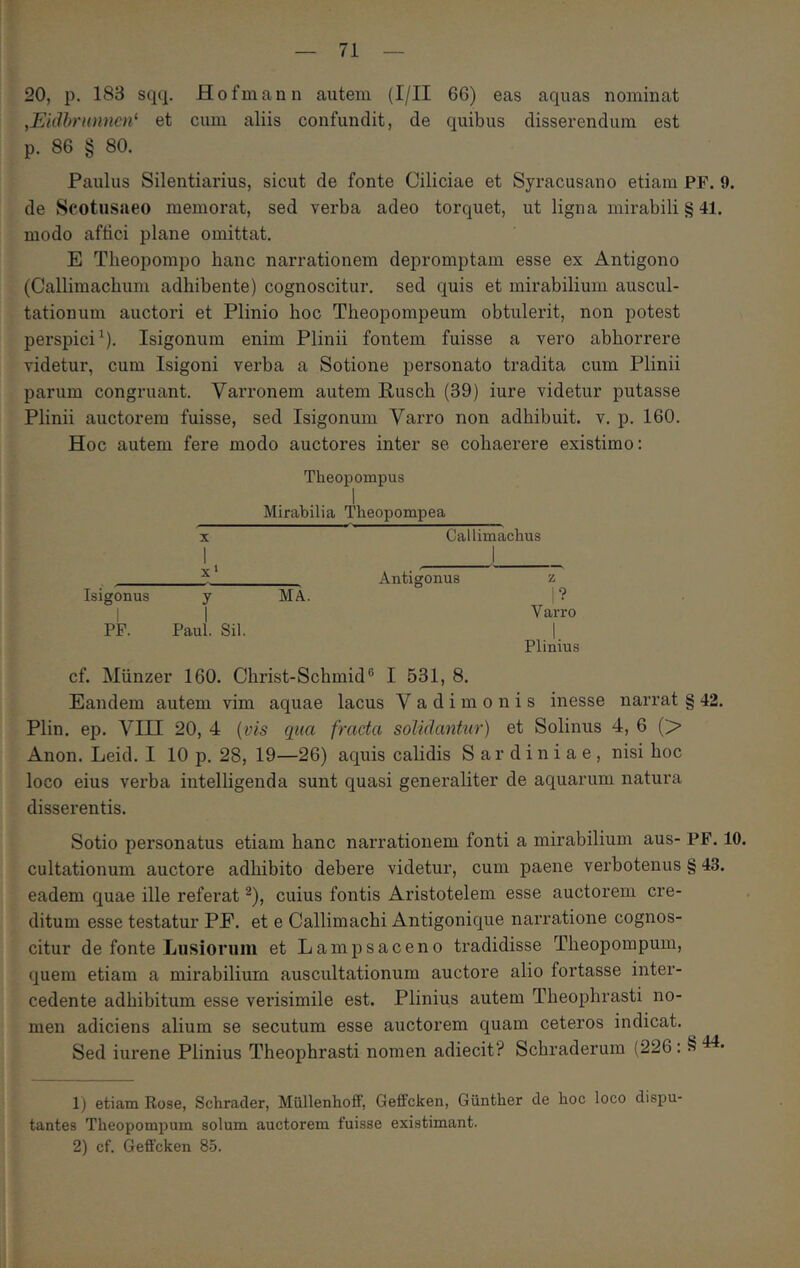 — 71 —
20, p. 183 sqq. Hofmann autem (I/II 66) eas aquas nominat
‚Eidbrunnen‘ et cum aliis confundit, de quibus disserendum est
p. 86 § 80.
Paulus Silentiarius, sicut de fonte Ciliciae et Syracusano etiam PF. 9.
de Scotusaeo memorat, sed verba adeo torquet, ut ligna mirabili § 41.
modo affici plane omittat.
E Theopompo hanc narrationem depromptam esse ex Antigono
(Callimachum adhibente) cognoscitur. sed quis et mirabilium auscul-
tationum auctori et Plinio hoc Theopompeum obtulerit, non potest
perspici¹). Isigonum enim Plinii fontem fuisse a vero abhorrere
videtur, cum Isigoni verba a Sotione personato tradita cum Plinii
parum congruant. Varronem autem Rusch (39) iure videtur putasse
Plinii auctorem fuisse, sed Isigonum Varro non adhibuit. v. p. 160.
Hoc autem fere modo auctores inter se cohaerere existimo:
Theopompus
Mirabilia Theopompea
x Callimachus
x¹ Antigonus z
Isigonus y MA. ?
Varro
PF. Paul. Sil.
Plinius
cf. Münzer 160. Christ-Schmid⁶ I 531, 8.
Eandem autem vim aquae lacus Vadimonis inesse narrat § 42.
Plin. ep. VIII 20, 4 (vis qua fracta solidantur) et Solinus 4, 6 (>
Anon. Leid. I 10 p. 28, 19—26) aquis calidis Sardiniae, nisi hoc
loco eius verba intelligenda sunt quasi generaliter de aquarum natura
disserentis.
Sotio personatus etiam hanc narrationem fonti a mirabilium aus- PF. 10.
cultationum auctore adhibito debere videtur, cum paene verbotenus § 43.
eadem quae ille referat ²), cuius fontis Aristotelem esse auctorem cre-
ditum esse testatur PF. et e Callimachi Antigonique narratione cognos-
citur de fonte Lusiorum et Lampsaceno tradidisse Theopompum,
quem etiam a mirabilium auscultationum auctore alio fortasse inter-
cedente adhibitum esse verisimile est. Plinius autem Theophrasti no-
men adiciens alium se secutum esse auctorem quam ceteros indicat.
Sed iurene Plinius Theophrasti nomen adiecit? Schraderum (226: § 44.
1) etiam Rose, Schrader, Müllenhoff, Geffcken, Günther de hoc loco dispu-
tantes Theopompum solum auctorem fuisse existimant.
2) cf. Geffcken 85.